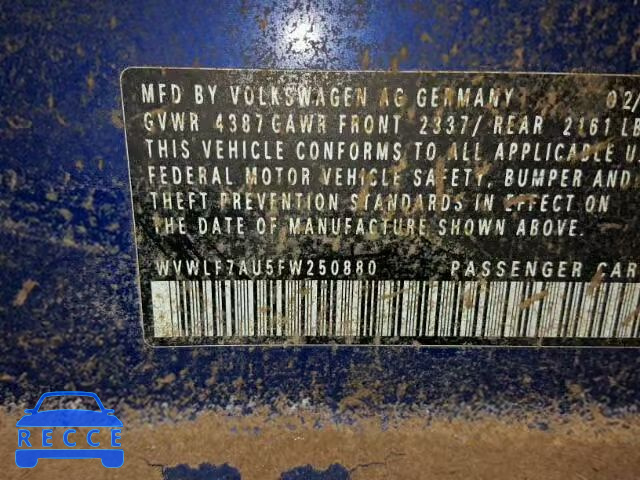 MFD BY VOLKSWAGEN AG GERMANY 02/
GVWR 4387 GAWR FRONT 2337/ REAR 2161 LB
THIS VEHICLE CONFORMS TO ALL APPLICABLE U
FEDERAL MOTOR VEHICLE SAFETY, BUMPER AND
THEFT PREVENTION STANDARDS IN EFFECT ON
THE DATE OF MANUFACTURE SHOWN ABOVE.
WVWLF7AU5FW250880 PASSENGER CAR
RECCE